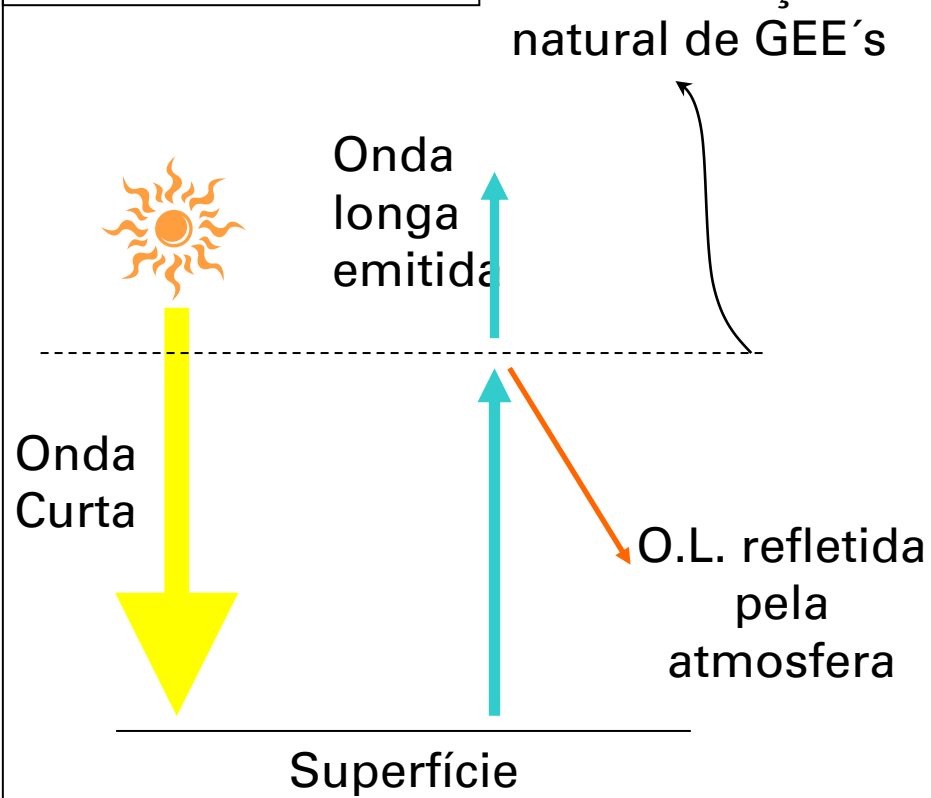 natural de GEE´s
Onda
longa
emitida
Onda
Curta
O.L. refletida
pela
atmosfera
Superfície